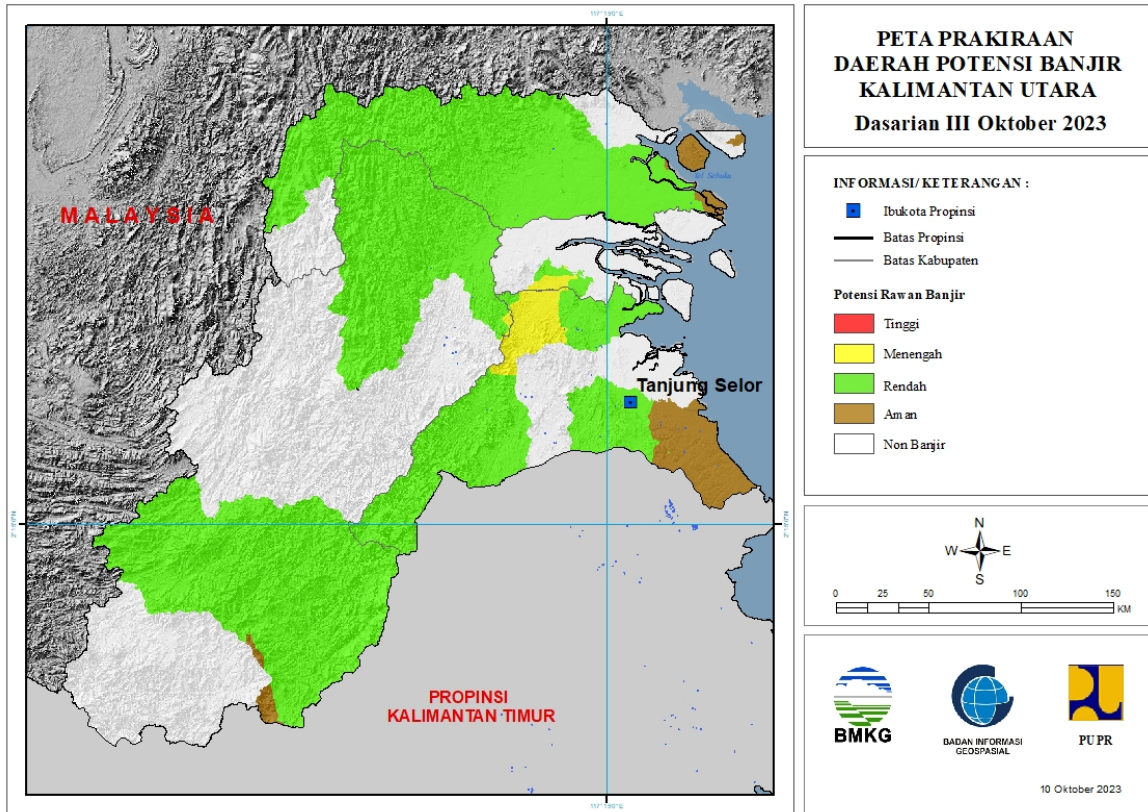 PETA PRAKIRAAN
DAERAH POTENSI BANJIR
KALIMANTAN UTARA
Dasarian III Oktober 2023
INFORMASI/KETERANGAN :
Ibukota Propinsi
Batas Propinsi
Batas Kabupaten
Potensi Rawan Banjir
Tinggi
Menengah
Rendah
Aman
Non Banjir
N
W E
S
0 25 50 100 150
KM
BMKG
BADAN INFORMASI
GEOSPASIAL
PUPR
10 Oktober 2023
MALAYSIA
Tel Sebuku
Tanjung Selor
PROPINSI
KALIMANTAN TIMUR